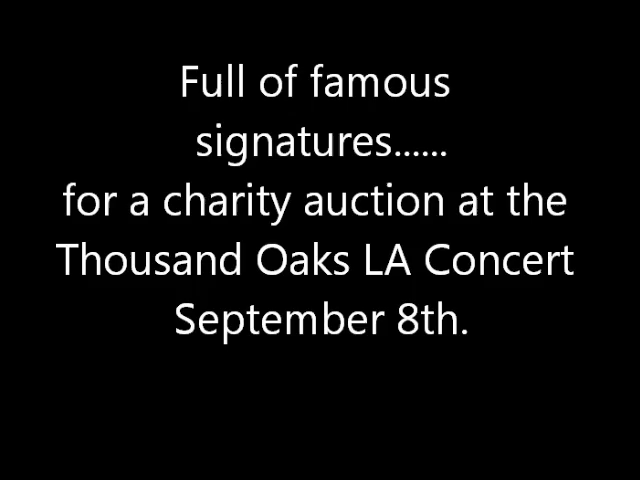 Full of famous
signatures......
for a charity auction at the
Thousand Oaks LA Concert
September 8th.